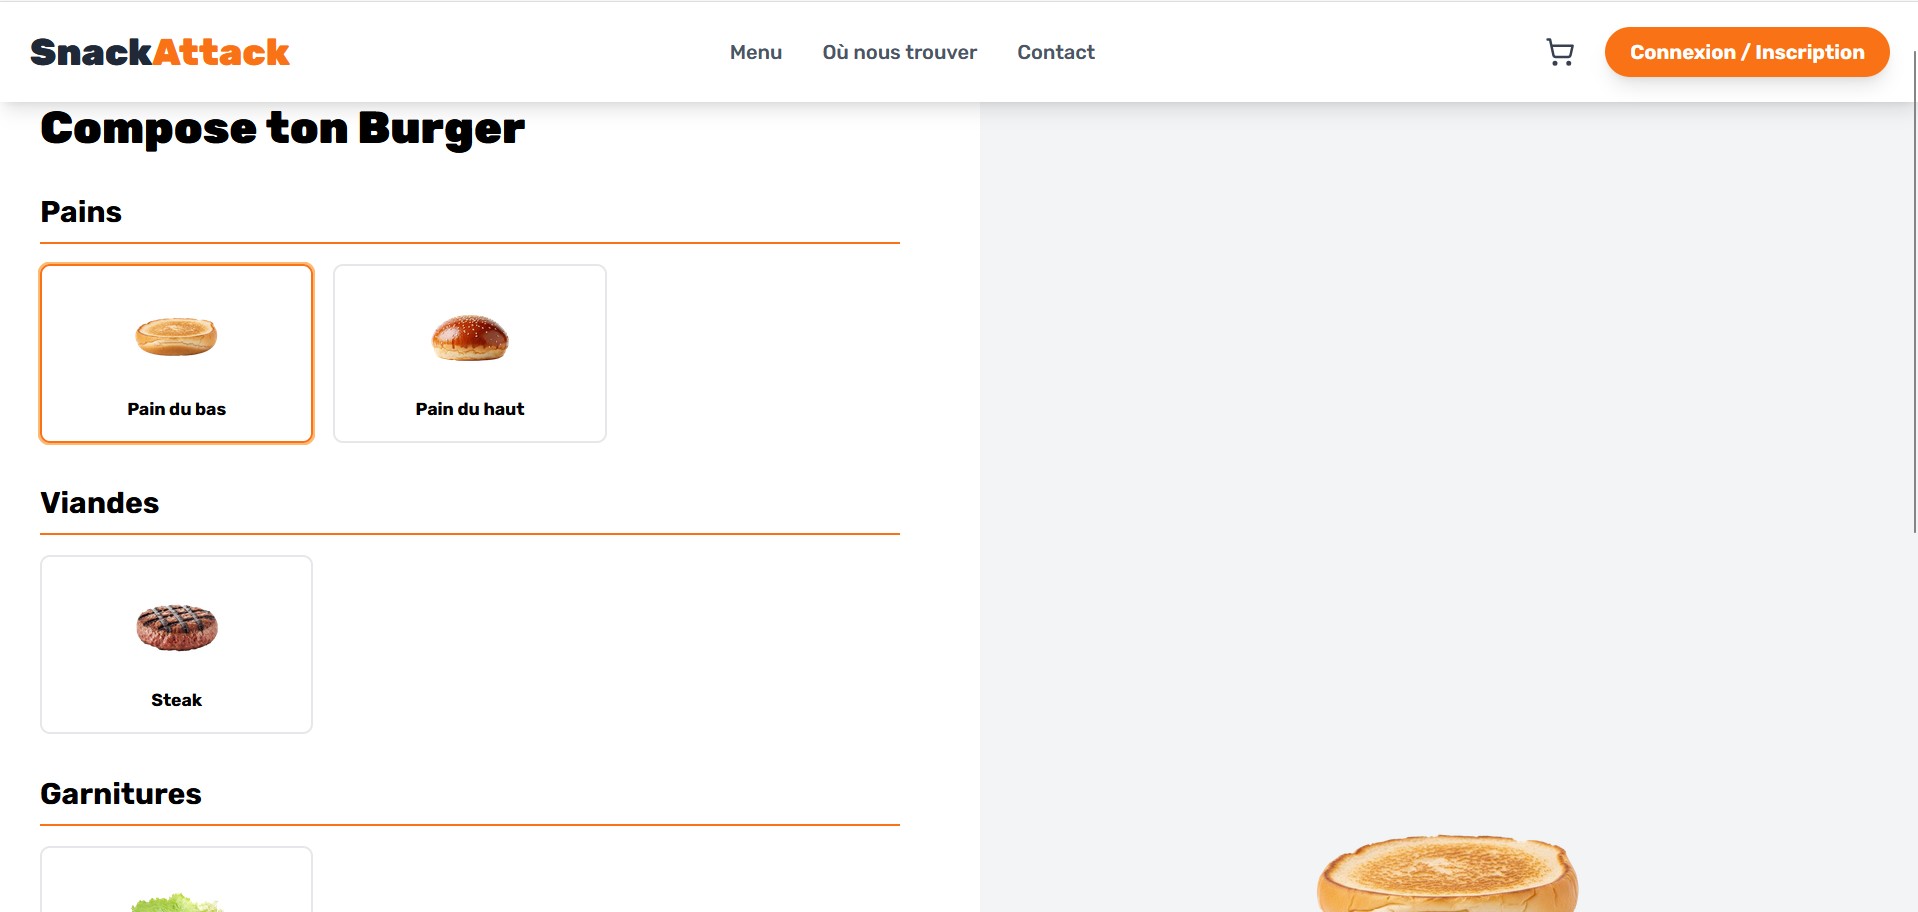 SnackAttack
Menu
Où nous trouver
Contact
Connexion / Inscription
Compose ton Burger
Pains
Pain du bas
Pain du haut
Viandes
Steak
Garnitures